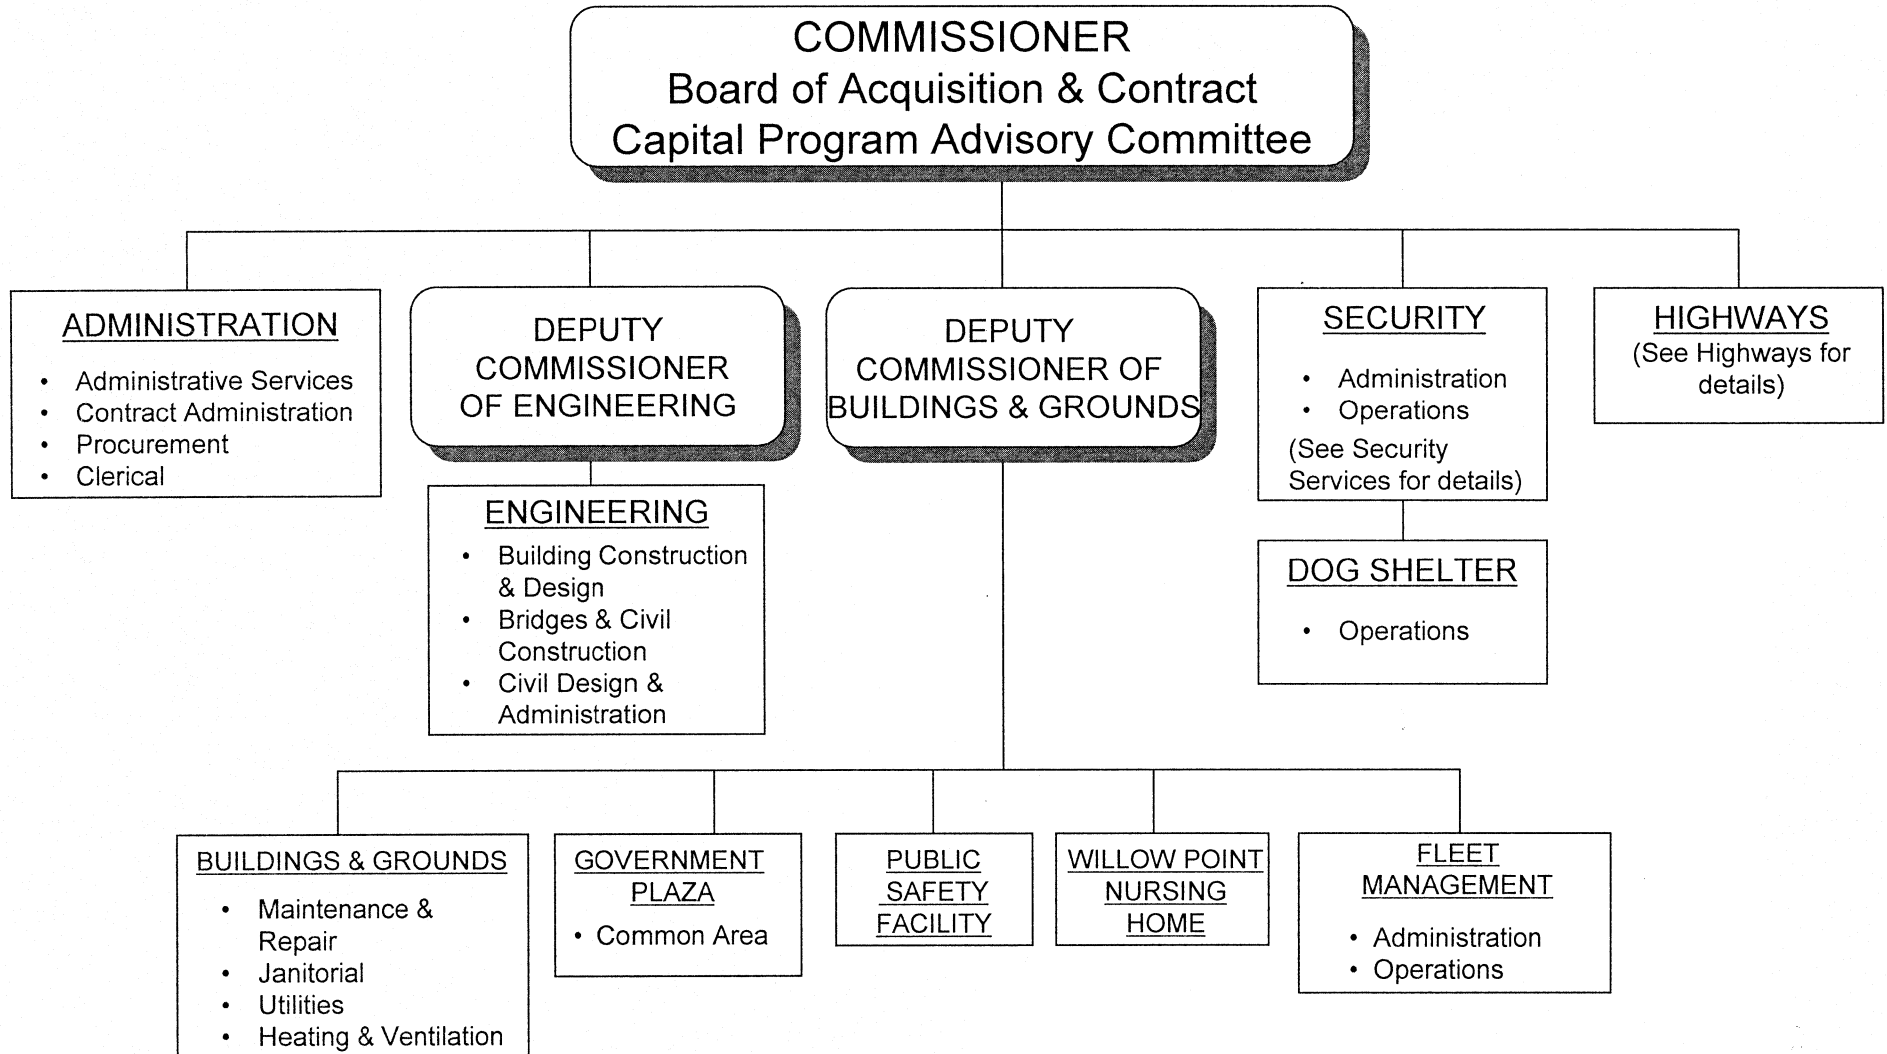 COMMISSIONER
Board of Acquisition & Contract
Capital Program Advisory Committee
ADMINISTRATION
• Administrative Services
• Contract Administration
• Procurement
• Clerical
DEPUTY
COMMISSIONER
OF ENGINEERING
DEPUTY
COMMISSIONER OF
BUILDINGS & GROUNDS
SECURITY
• Administration
• Operations
(See Security
Services for details)
HIGHWAYS
(See Highways for
details)
ENGINEERING
• Building Construction
& Design
• Bridges & Civil
Construction
• Civil Design &
Administration
DOG SHELTER
• Operations
BUILDINGS & GROUNDS
• Maintenance &
Repair
• Janitorial
• Utilities
• Heating & Ventilation
GOVERNMENT
PLAZA
• Common Area
PUBLIC
SAFETY
FACILITY
WILLOW POINT
NURSING
HOME
FLEET
MANAGEMENT
• Administration
• Operations